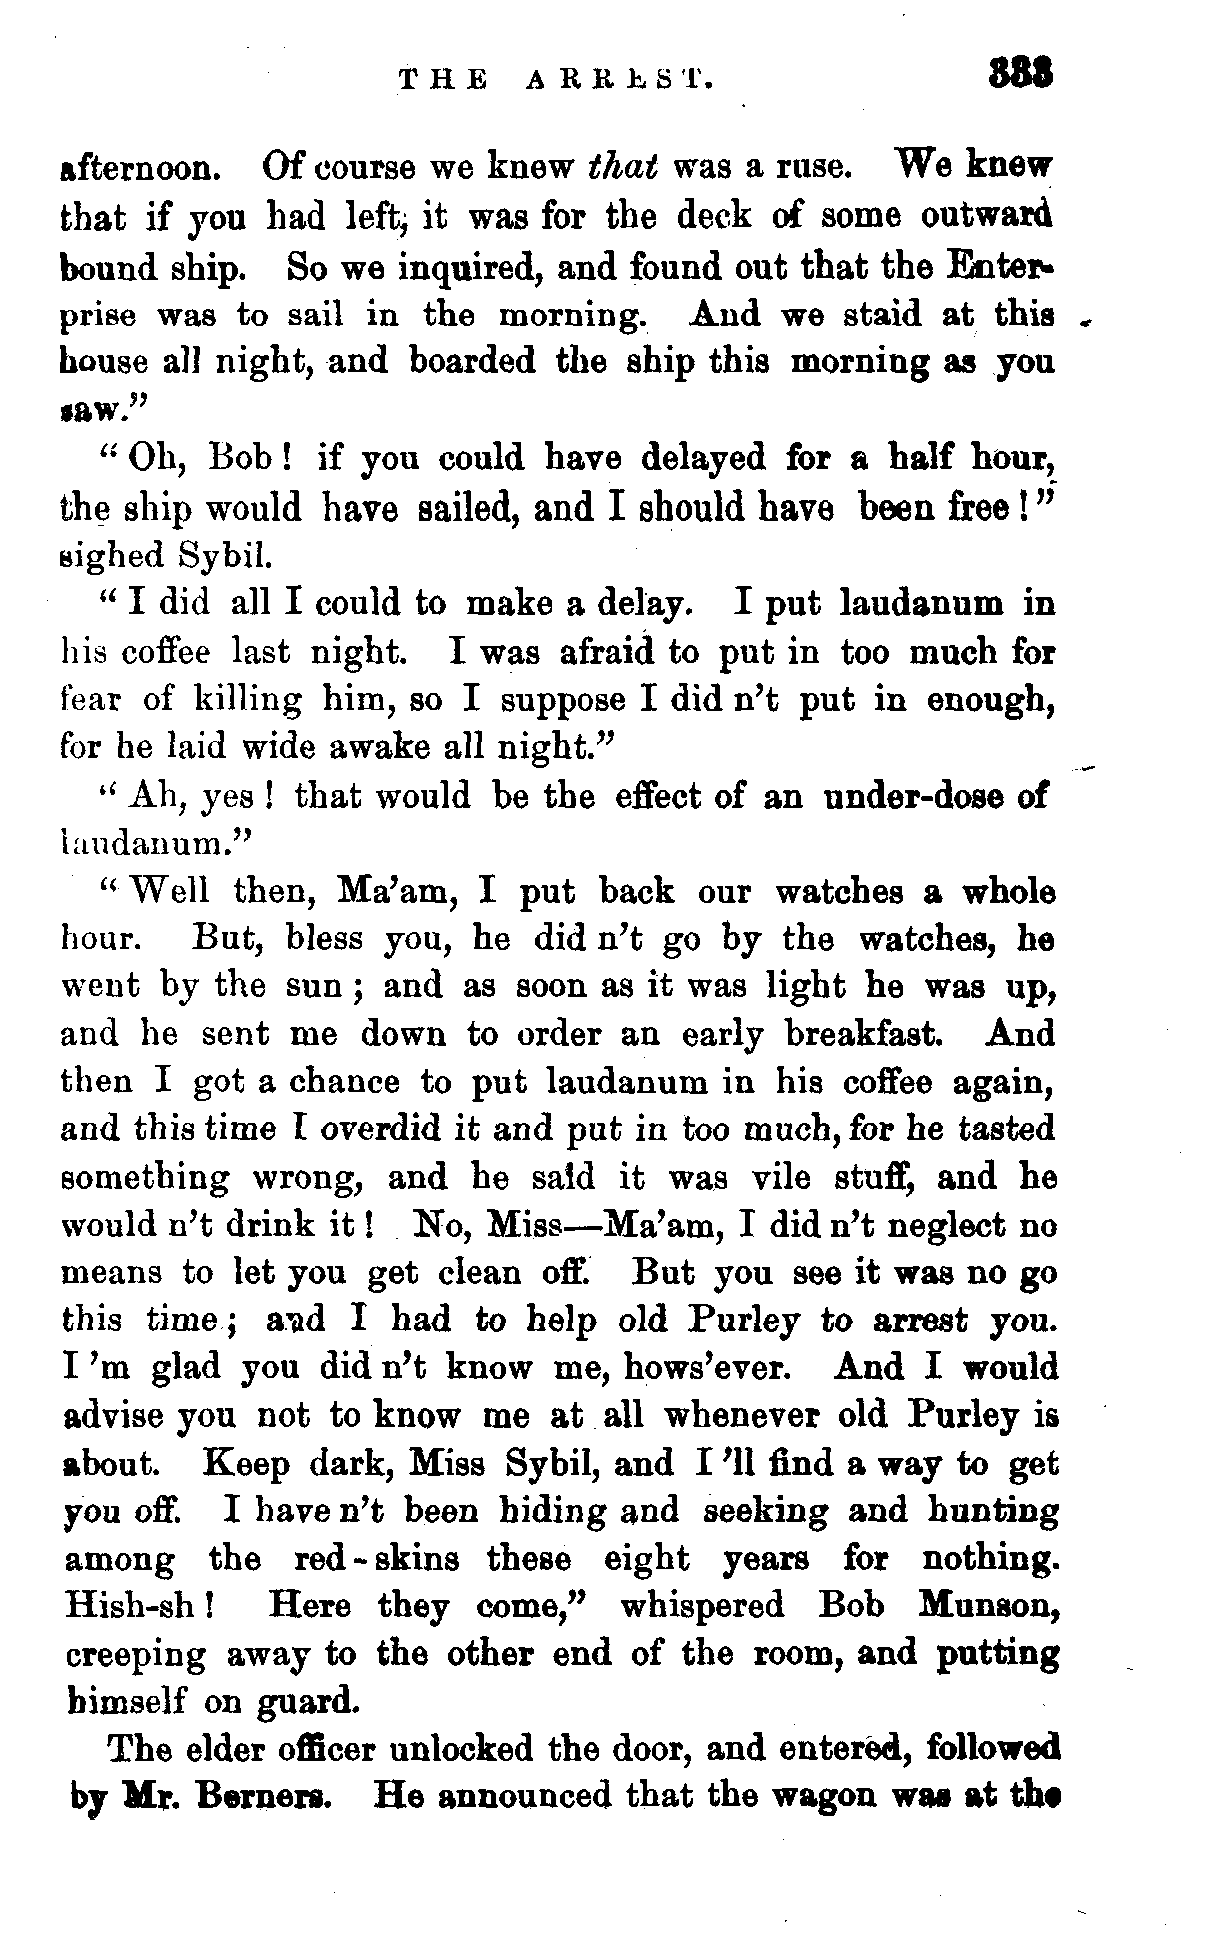 THE ARREST. 333
afternoon. Of course we knew that was a ruse. We knew
that if you had left, it was for the deck of some outward
bound ship. So we inquired, and found out that the Enter-
prise was to sail in the morning. And we staid at this
house all night, and boarded the ship this morning as you
saw.”
“Oh, Bob! if you could have delayed for a half hour,
the ship would have sailed, and I should have been free!”
sighed Sybil.
“I did all I could to make a delay. I put laudanum in
his coffee last night. I was afraid to put in too much for
fear of killing him, so I suppose I did n’t put in enough,
for he laid wide awake all night.”
“Ah, yes! that would be the effect of an under-dose of
laudanum.”
“Well then, Ma’am, I put back our watches a whole
hour. But, bless you, he did n’t go by the watches, he
went by the sun; and as soon as it was light he was up,
and he sent me down to order an early breakfast. And
then I got a chance to put laudanum in his coffee again,
and this time I overdid it and put in too much, for he tasted
something wrong, and he said it was vile stuff, and he
would n’t drink it! No, Miss—Ma’am, I did n’t neglect no
means to let you get clean off. But you see it was no go
this time; and I had to help old Purley to arrest you.
I ’m glad you did n’t know me, hows’ever. And I would
advise you not to know me at all whenever old Purley is
about. Keep dark, Miss Sybil, and I ’ll find a way to get
you off. I have n’t been hiding and seeking and hunting
among the red-skins these eight years for nothing.
Hish-sh! Here they come,” whispered Bob Munson,
creeping away to the other end of the room, and putting
himself on guard.
The elder officer unlocked the door, and entered, followed
by Mr. Berners. He announced that the wagon was at the